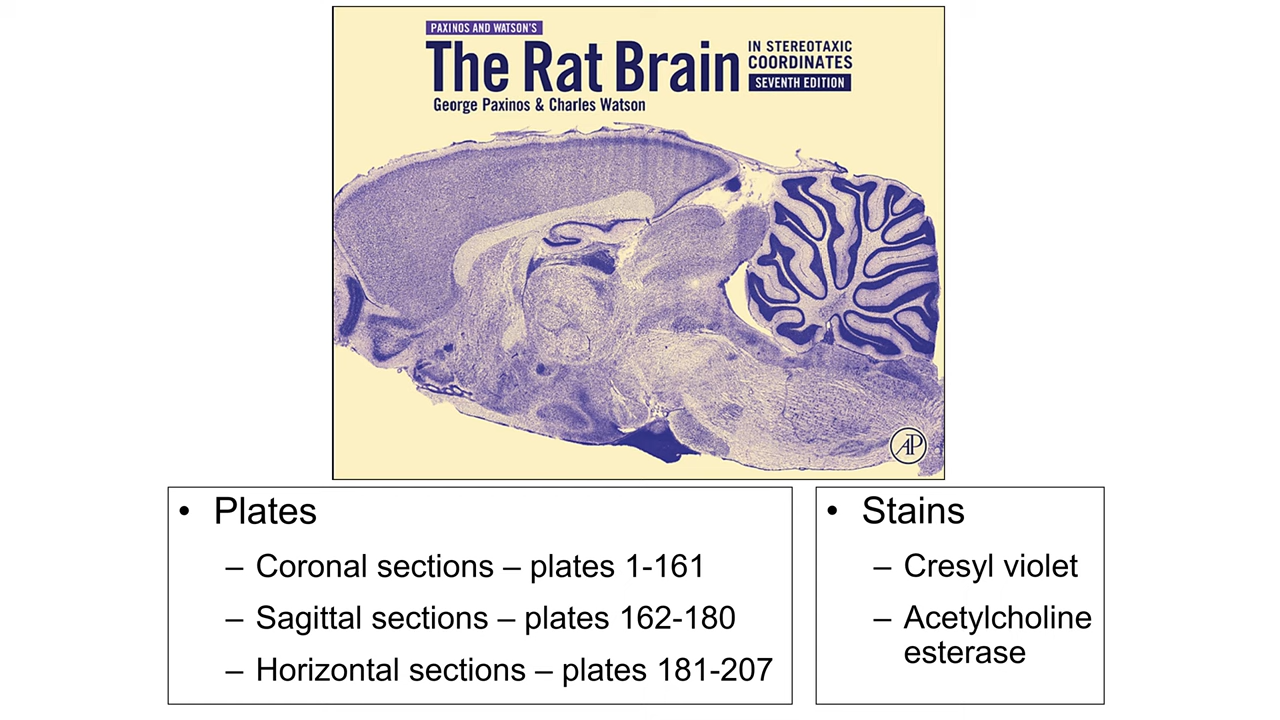 PAXINOS AND WATSON'S
The Rat Brain
IN STEREOTAXIC
COORDINATES
SEVENTH EDITION
George Paxinos & Charles Watson
AP
• Plates
– Coronal sections – plates 1-161
– Sagittal sections – plates 162-180
– Horizontal sections – plates 181-207
• Stains
– Cresyl violet
– Acetylcholine
esterase